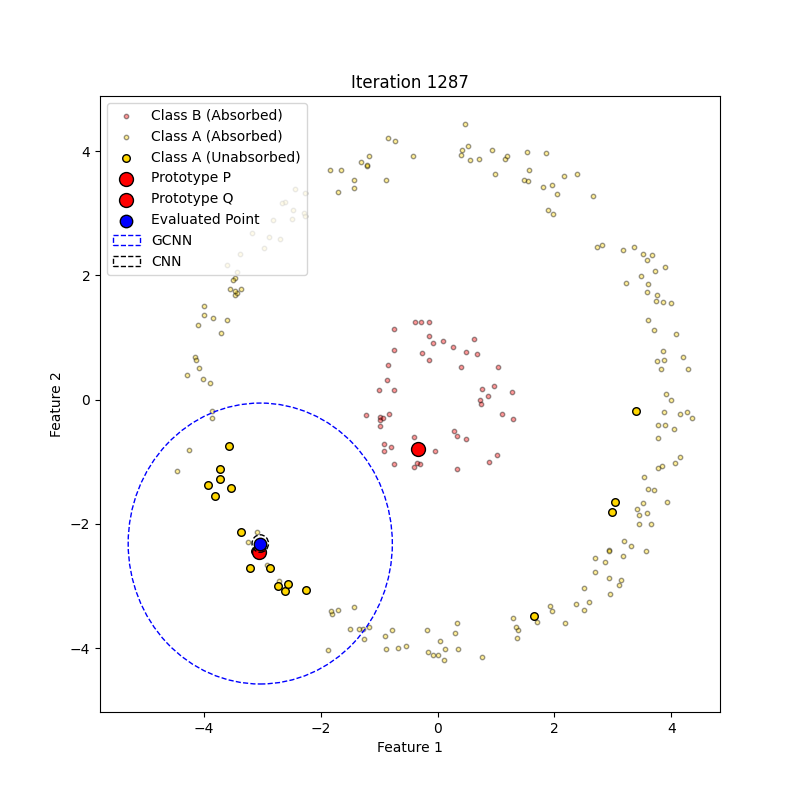 Iteration 1287
Class B (Absorbed)
Class A (Absorbed)
Class A (Unabsorbed)
Prototype P
Prototype Q
Evaluated Point
GCNN
CNN
4
2
0
−2
−4
Feature 2
−4
−2
0
2
4
Feature 1